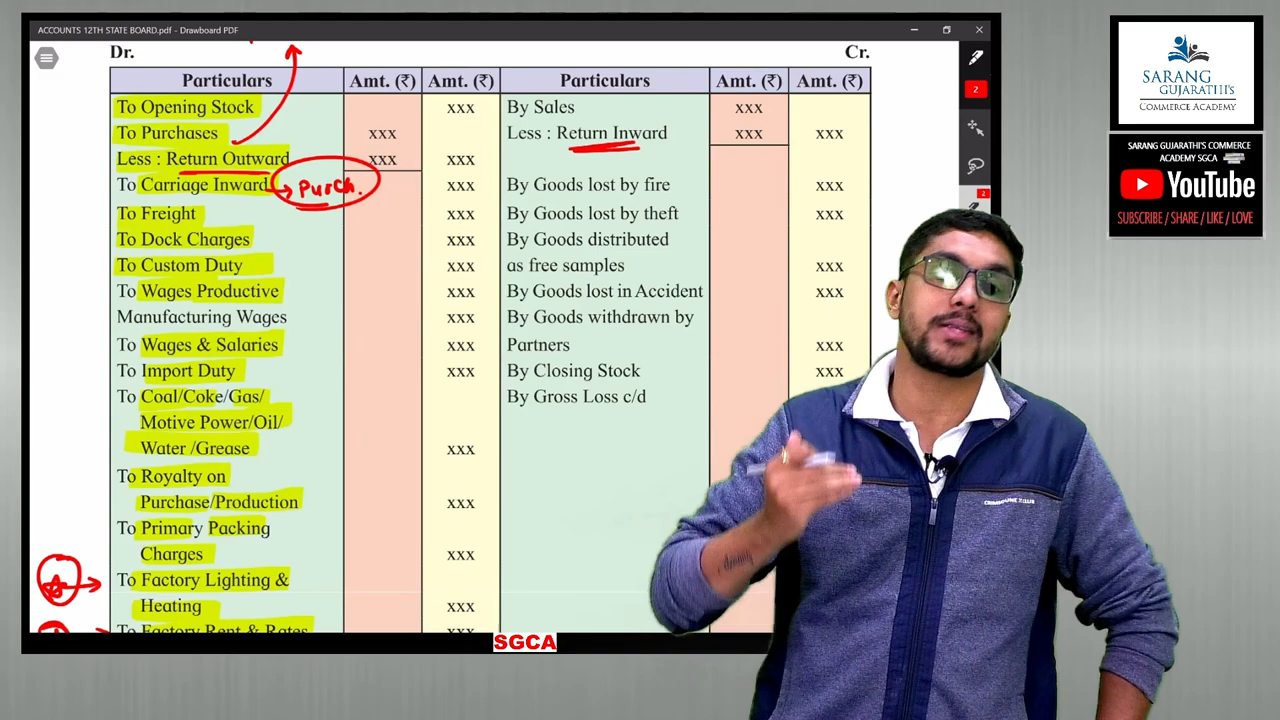 ACCOUNTS 12TH STATE BOARD.pdf - Drawboard PDF
Dr.
Cr.
Particulars Amt. (₹) Amt. (₹) Particulars Amt. (₹) Amt. (₹)
To Opening Stock xxx By Sales xxx
To Purchases xxx Less : Return Inward xxx xxx
Less : Return Outward xxx xxx
To Carriage Inward → Purch. xxx By Goods lost by fire xxx
To Freight xxx By Goods lost by theft xxx
To Dock Charges xxx By Goods distributed
To Custom Duty xxx as free samples xxx
To Wages Productive xxx By Goods lost in Accident xxx
Manufacturing Wages xxx By Goods withdrawn by
To Wages & Salaries xxx Partners xxx
To Import Duty xxx By Closing Stock xxx
To Coal/Coke/Gas/ By Gross Loss c/d
Motive Power/Oil/
Water /Grease xxx
To Royalty on
Purchase/Production xxx
To Primary Packing
Charges xxx
To Factory Lighting &
Heating xxx
To Factory Rent & Rates xxx
SGCA
2
2
SARANG
GUJARATHI'S
COMMERCE ACADEMY
SARANG GUJARATHI'S COMMERCE
ACADEMY SGCA
YouTube
SUBSCRIBE / SHARE / LIKE / LOVE